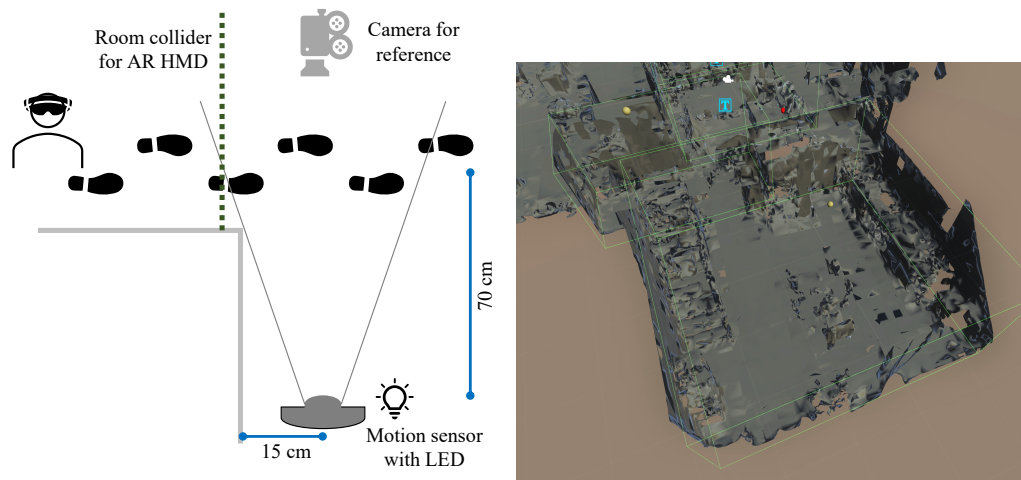 Room collider
for AR HMD
Camera for
reference
70 cm
15 cm
Motion sensor
with LED
T